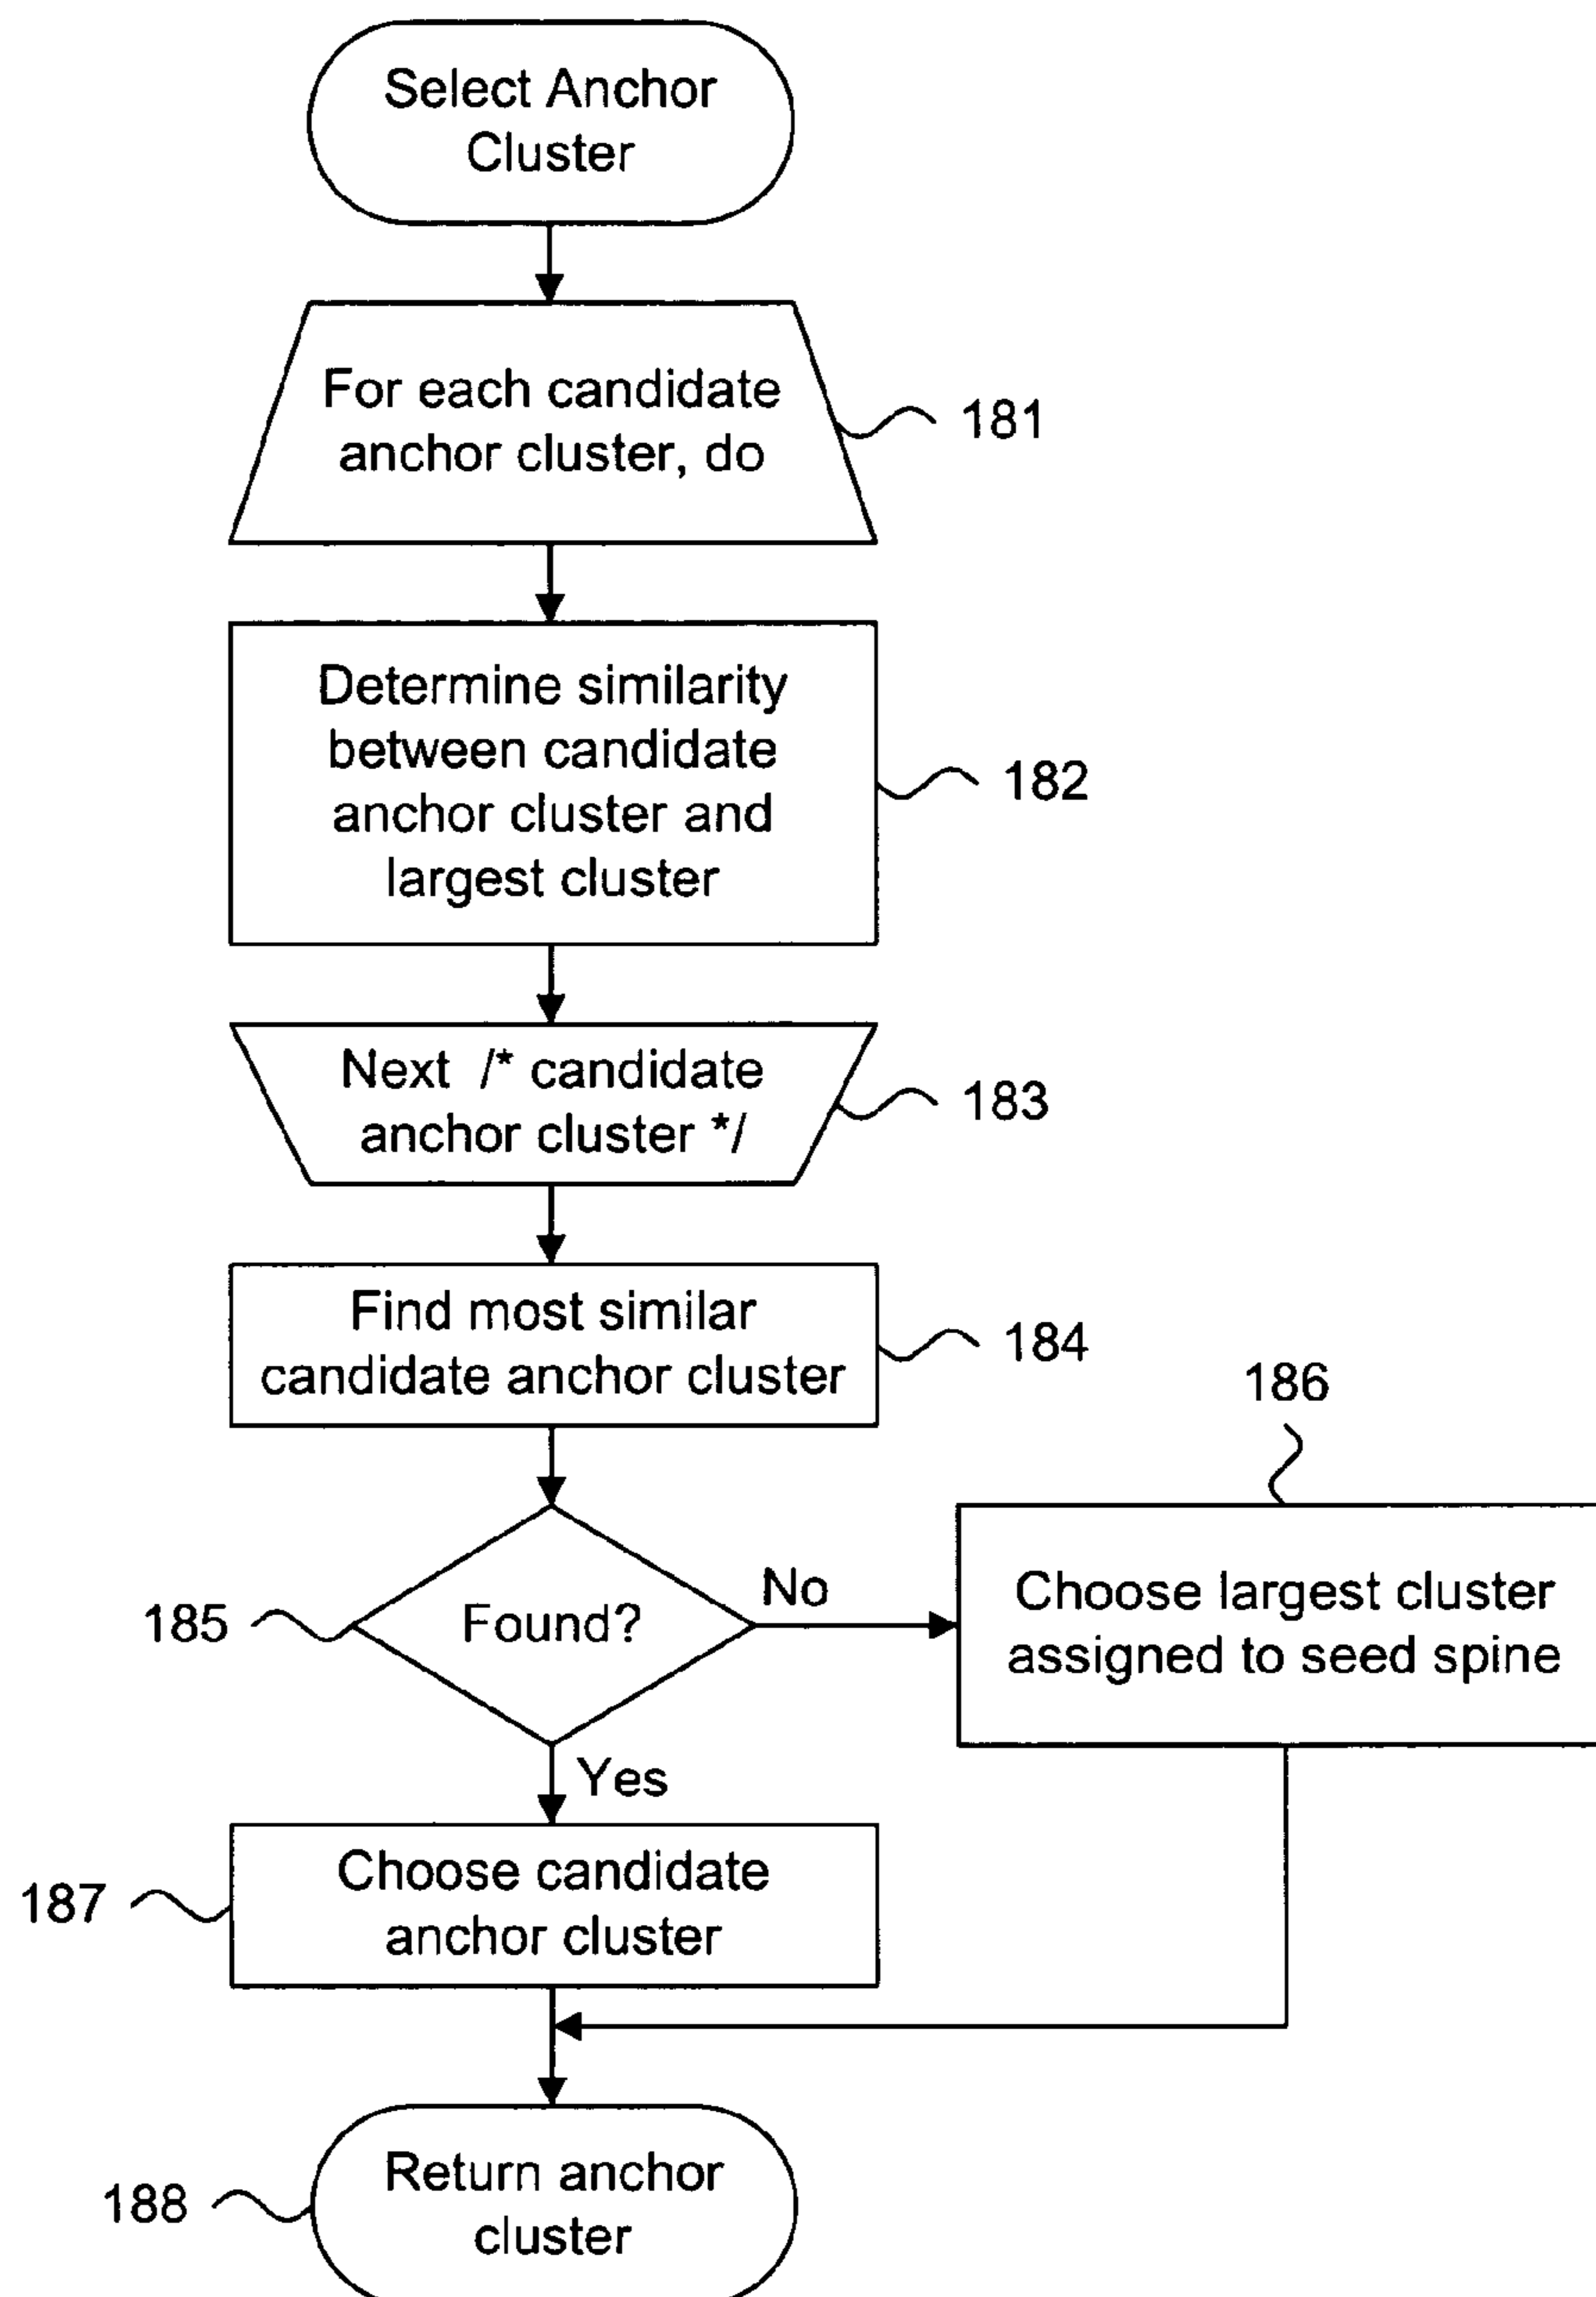 Select Anchor
Cluster
For each candidate
anchor cluster, do
181
Determine similarity
between candidate
anchor cluster and
largest cluster
182
Next /* candidate
anchor cluster */
183
Find most similar
candidate anchor cluster
184
186
185
Found?
No
Choose largest cluster
assigned to seed spine
Yes
187
Choose candidate
anchor cluster
188
Return anchor
cluster